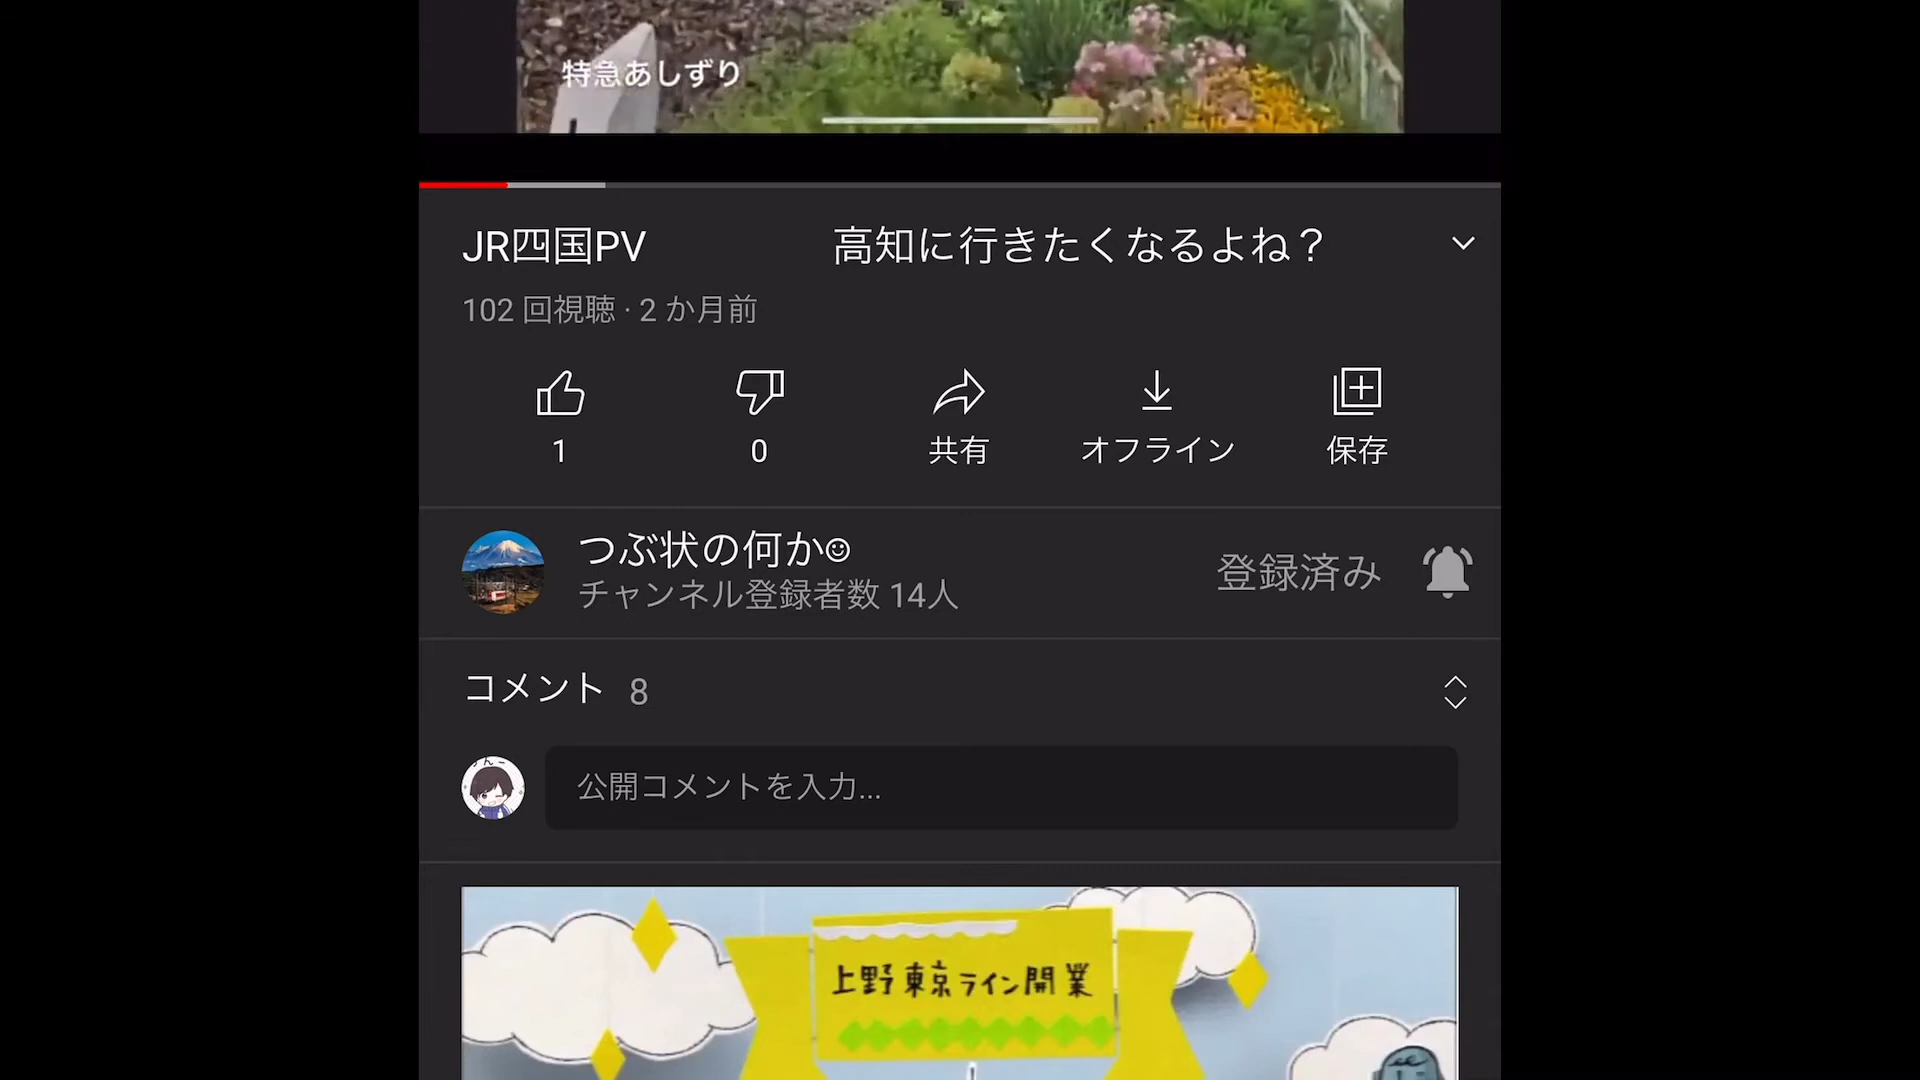 特急あしずり
JR四国PV 高知に行きたくなるよね？
102 回視聴 · 2 か月前
1 0 共有 オフライン 保存
つぶ状の何か☺
チャンネル登録者数 14人
登録済み
コメント 8
公開コメントを入力...
上野東京ライン開業